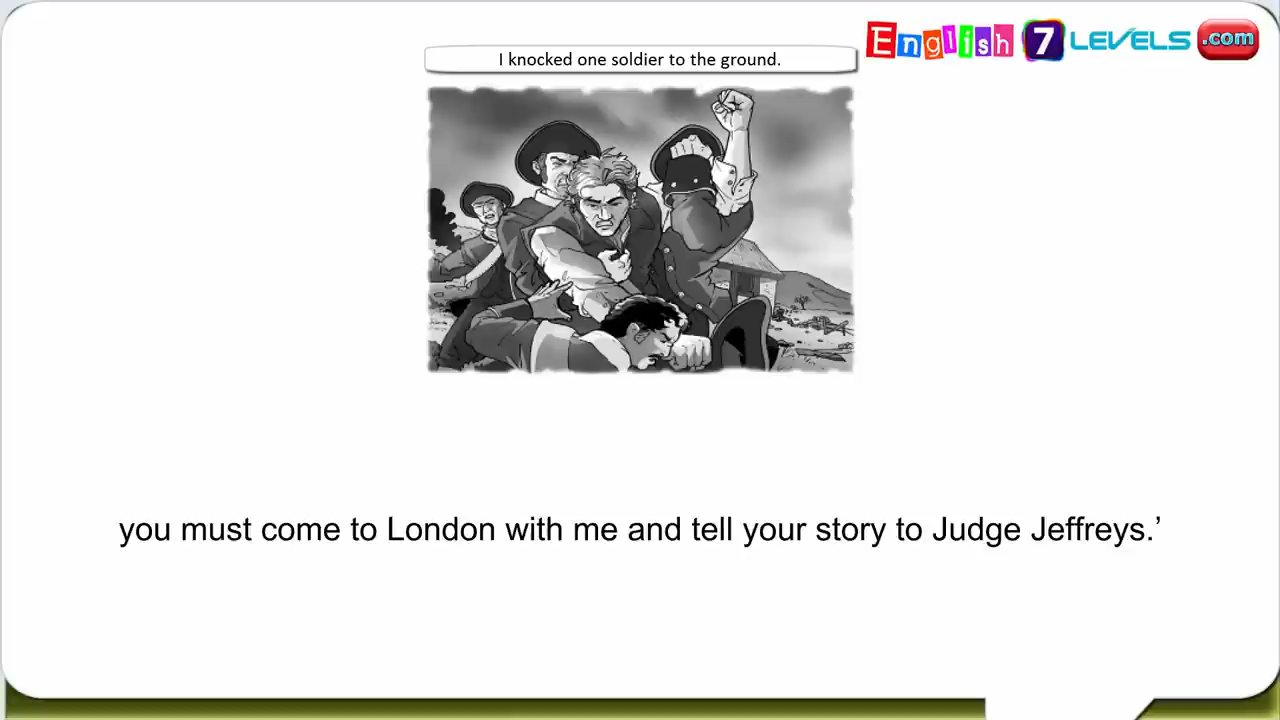 English 7 LEVELS .com
I knocked one soldier to the ground.
you must come to London with me and tell your story to Judge Jeffreys.’